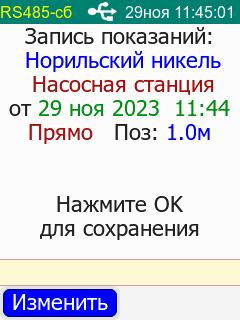 RS485-сб 29ноя 11:45:01
Запись показаний:
Норильский никель
Насосная станция
от 29 ноя 2023 11:44
Прямо Поз: 1.0м
Нажмите ОК
для сохранения
Изменить